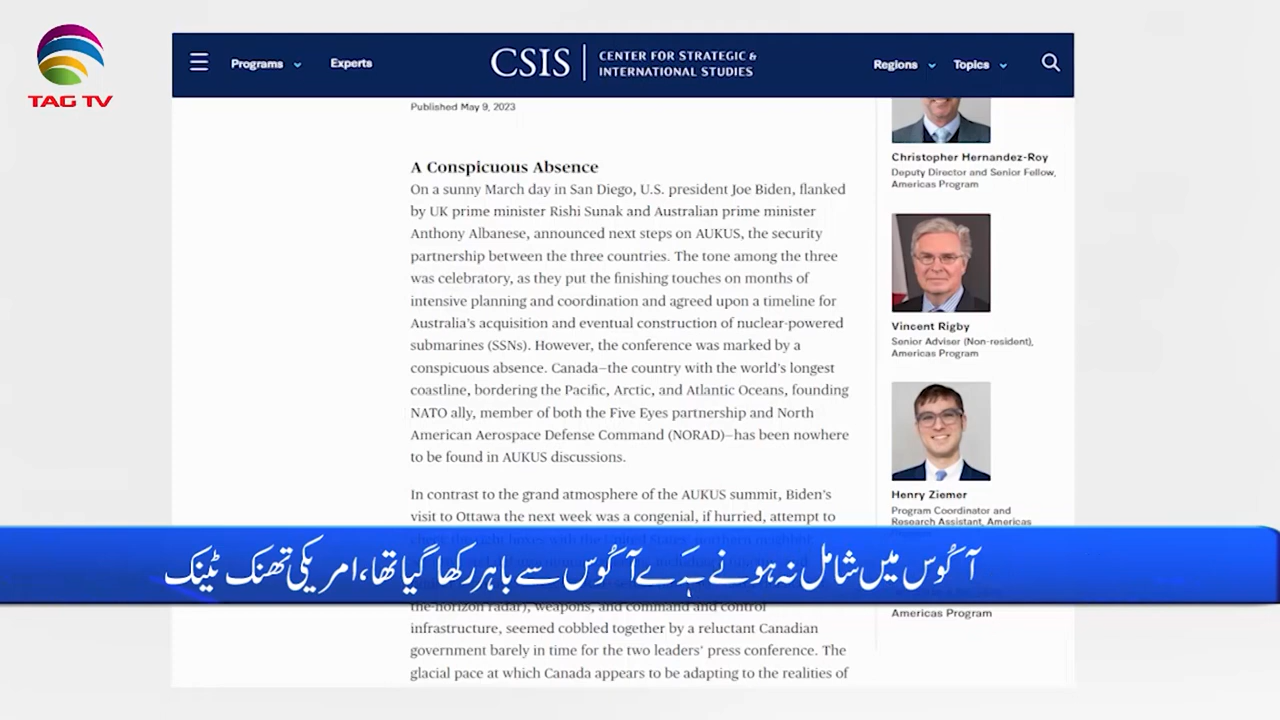 TAG TV
Programs
Experts
CSIS
CENTER FOR STRATEGIC &
INTERNATIONAL STUDIES
Regions
Topics
Published May 9, 2023
A Conspicuous Absence
On a sunny March day in San Diego, U.S. president Joe Biden, flanked
by UK prime minister Rishi Sunak and Australian prime minister
Anthony Albanese, announced next steps on AUKUS, the security
partnership between the three countries. The tone among the three
was celebratory, as they put the finishing touches on months of
intensive planning and coordination and agreed upon a timeline for
Australia's acquisition and eventual construction of nuclear-powered
submarines (SSNs). However, the conference was marked by a
conspicuous absence. Canada—the country with the world's longest
coastline, bordering the Pacific, Arctic, and Atlantic Oceans, founding
NATO ally, member of both the Five Eyes partnership and North
American Aerospace Defense Command (NORAD)—has been nowhere
to be found in AUKUS discussions.
In contrast to the grand atmosphere of the AUKUS summit, Biden's
visit to Ottawa the next week was a congenial, if hurried, attempt to
the-horizon radar), weapons, and command and control
infrastructure, seemed cobbled together by a reluctant Canadian
government barely in time for the two leaders' press conference. The
glacial pace at which Canada appears to be adapting to the realities of
Christopher Hernandez-Roy
Deputy Director and Senior Fellow,
Americas Program
Vincent Rigby
Senior Adviser (Non-resident),
Americas Program
Henry Ziemer
Program Coordinator and
Research Assistant, Americas
Americas Program
آکُوس میں شامل نہ ہونے آکُوس سے باہر رکھا گیا تھا، امریکی تھنک ٹینک